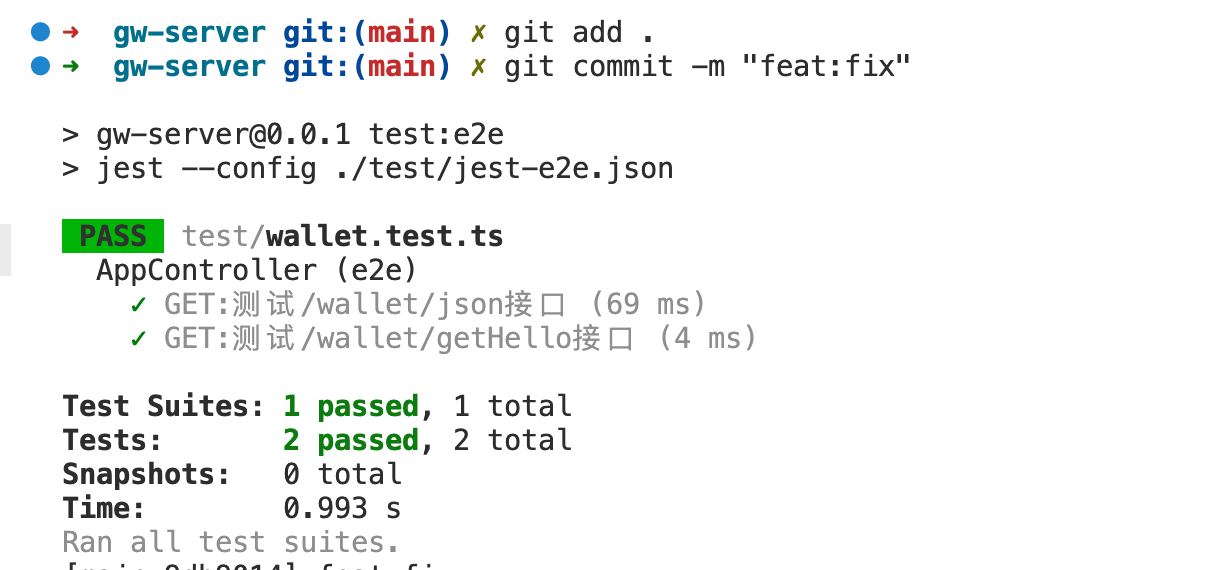 ➜ gw-server git:(main) ✗ git add .
➜ gw-server git:(main) ✗ git commit -m "feat:fix"
> gw-server@0.0.1 test:e2e
> jest --config ./test/jest-e2e.json
PASS test/wallet.test.ts
AppController (e2e)
✓ GET:测试/wallet/json接口 (69 ms)
✓ GET:测试/wallet/getHello接口 (4 ms)
Test Suites: 1 passed, 1 total
Tests: 2 passed, 2 total
Snapshots: 0 total
Time: 0.993 s
Ran all test suites.